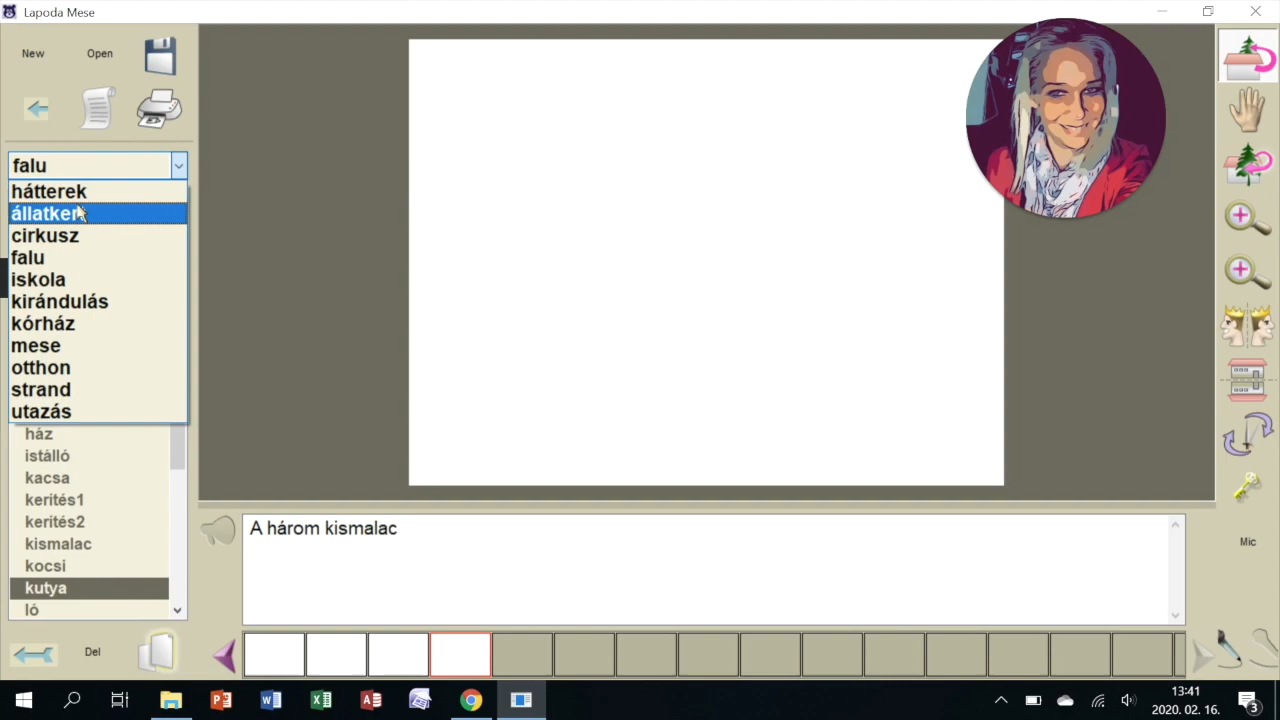 Lapoda Mese
New
Open
falu
hátterek
állatkert
cirkusz
falu
iskola
kirándulás
kórház
mese
otthon
strand
utazás
ház
istálló
kacsa
kerítés1
kerítés2
kismalac
kocsi
kutya
ló
A három kismalac
Mic
Del
13:41
2020. 02. 16.
3